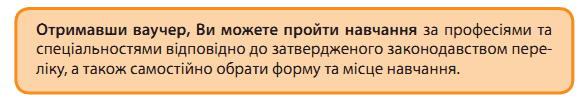 Отримавши ваучер, Ви можете пройти навчання за професіями та
спеціальностями відповідно до затвердженого законодавством пере-
ліку, а також самостійно обрати форму та місце навчання.